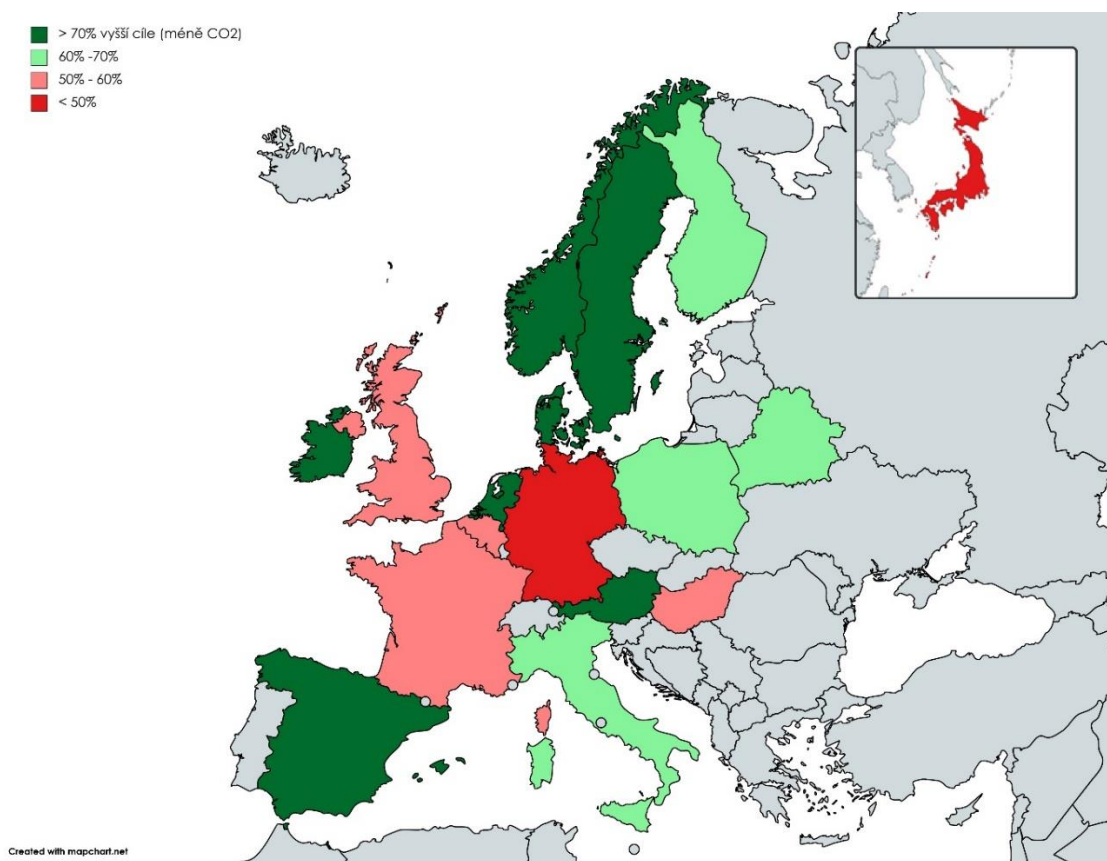 > 70% vyšší cíle (méně CO2)
60% -70%
50% - 60%
< 50%
Created with mapchart.net